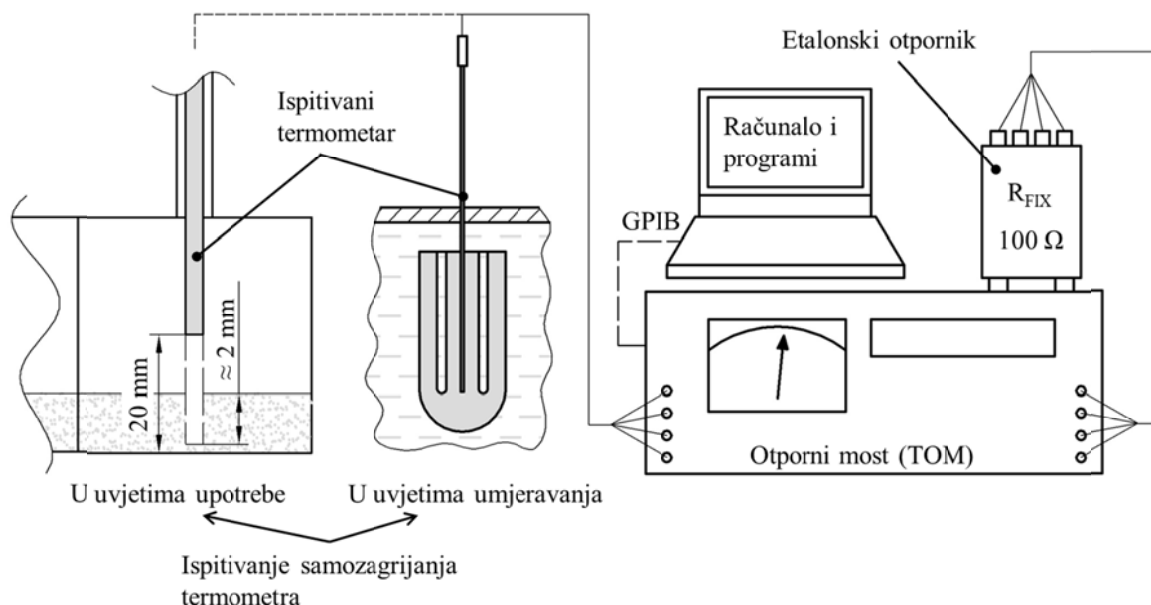 Etalonski otpornik
Ispitivani
termometar
Računalo i
programi
R_FIX
100 Ω
GPIB
20 mm
≈ 2 mm
Otporni most (TOM)
U uvjetima upotrebe
U uvjetima umjeravanja
Ispitivanje samozagrijanja
termometra